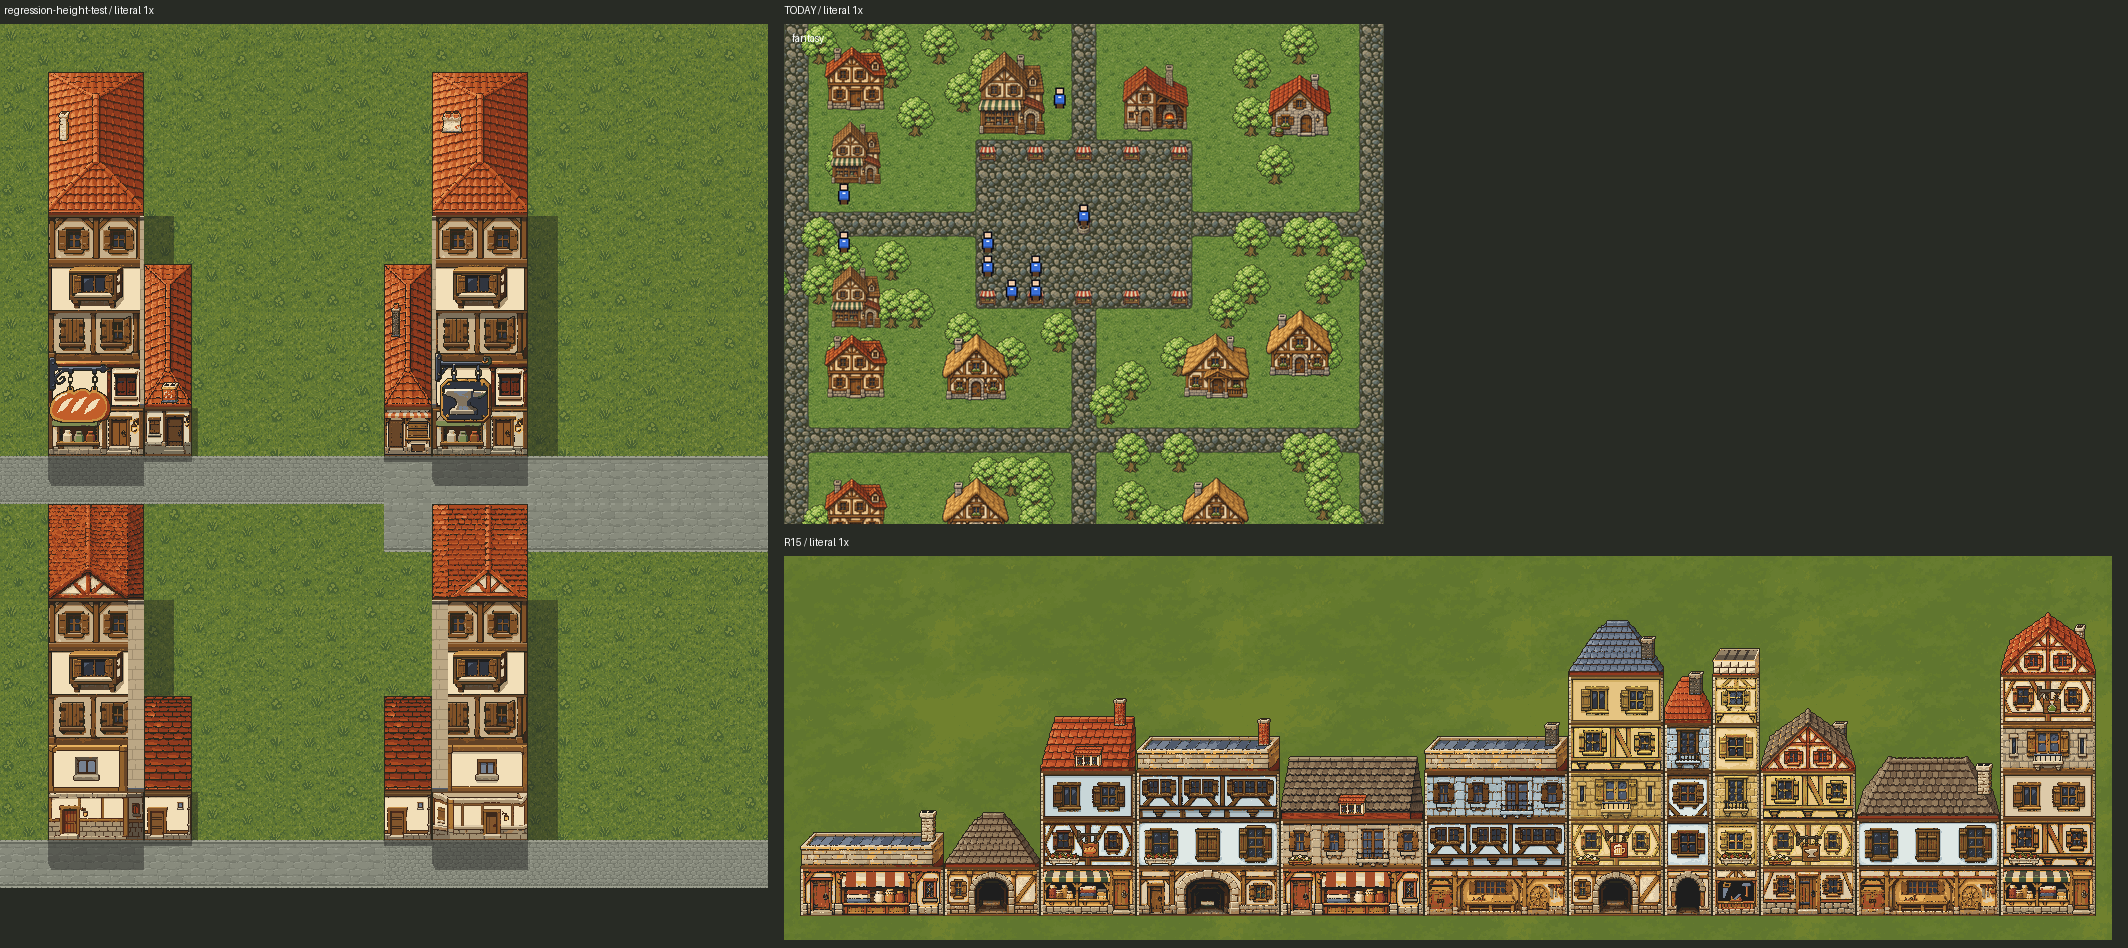 regression-height-test / literal 1x
TODAY / literal 1x
fantasy
R15 / literal 1x